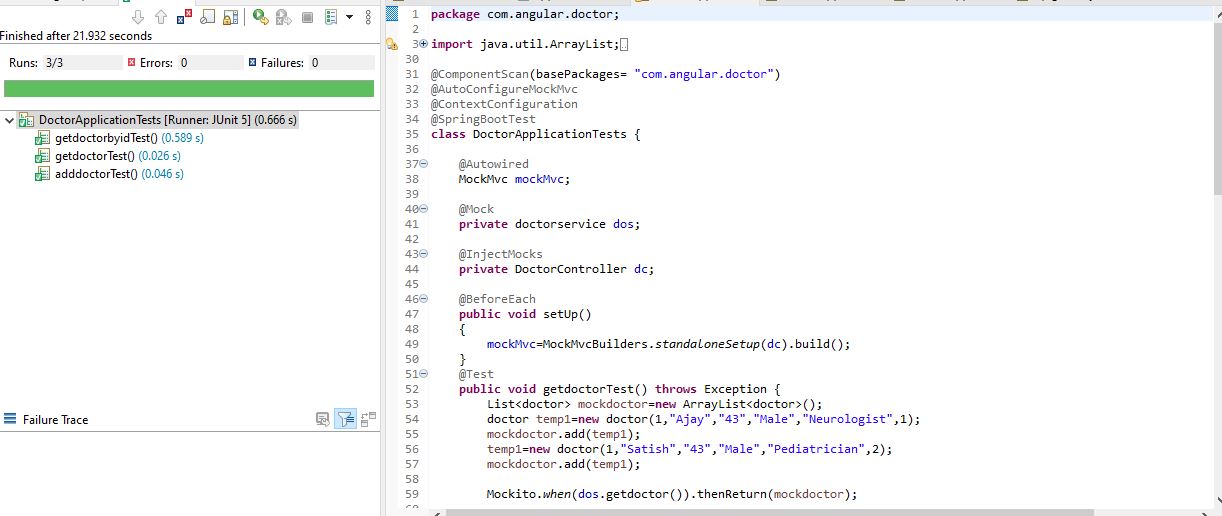 Finished after 21.932 seconds
Runs: 3/3 Errors: 0 Failures: 0
DoctorApplicationTests [Runner: JUnit 5] (0.666 s)
getdoctorbyidTest() (0.589 s)
getdoctorTest() (0.026 s)
adddoctorTest() (0.046 s)
Failure Trace
1 package com.angular.doctor;
2
3 import java.util.ArrayList;
30
31 @ComponentScan(basePackages= "com.angular.doctor")
32 @AutoConfigureMockMvc
33 @ContextConfiguration
34 @SpringBootTest
35 class DoctorApplicationTests {
36
37 @Autowired
38 MockMvc mockMvc;
39
40 @Mock
41 private doctorservice dos;
42
43 @InjectMocks
44 private DoctorController dc;
45
46 @BeforeEach
47 public void setUp()
48 {
49 mockMvc=MockMvcBuilders.standaloneSetup(dc).build();
50 }
51 @Test
52 public void getdoctorTest() throws Exception {
53 List<doctor> mockdoctor=new ArrayList<doctor>();
54 doctor temp1=new doctor(1,"Ajay","43","Male","Neurologist",1);
55 mockdoctor.add(temp1);
56 temp1=new doctor(1,"Satish","43","Male","Pediatrician",2);
57 mockdoctor.add(temp1);
58
59 Mockito.when(dos.getdoctor()).thenReturn(mockdoctor);